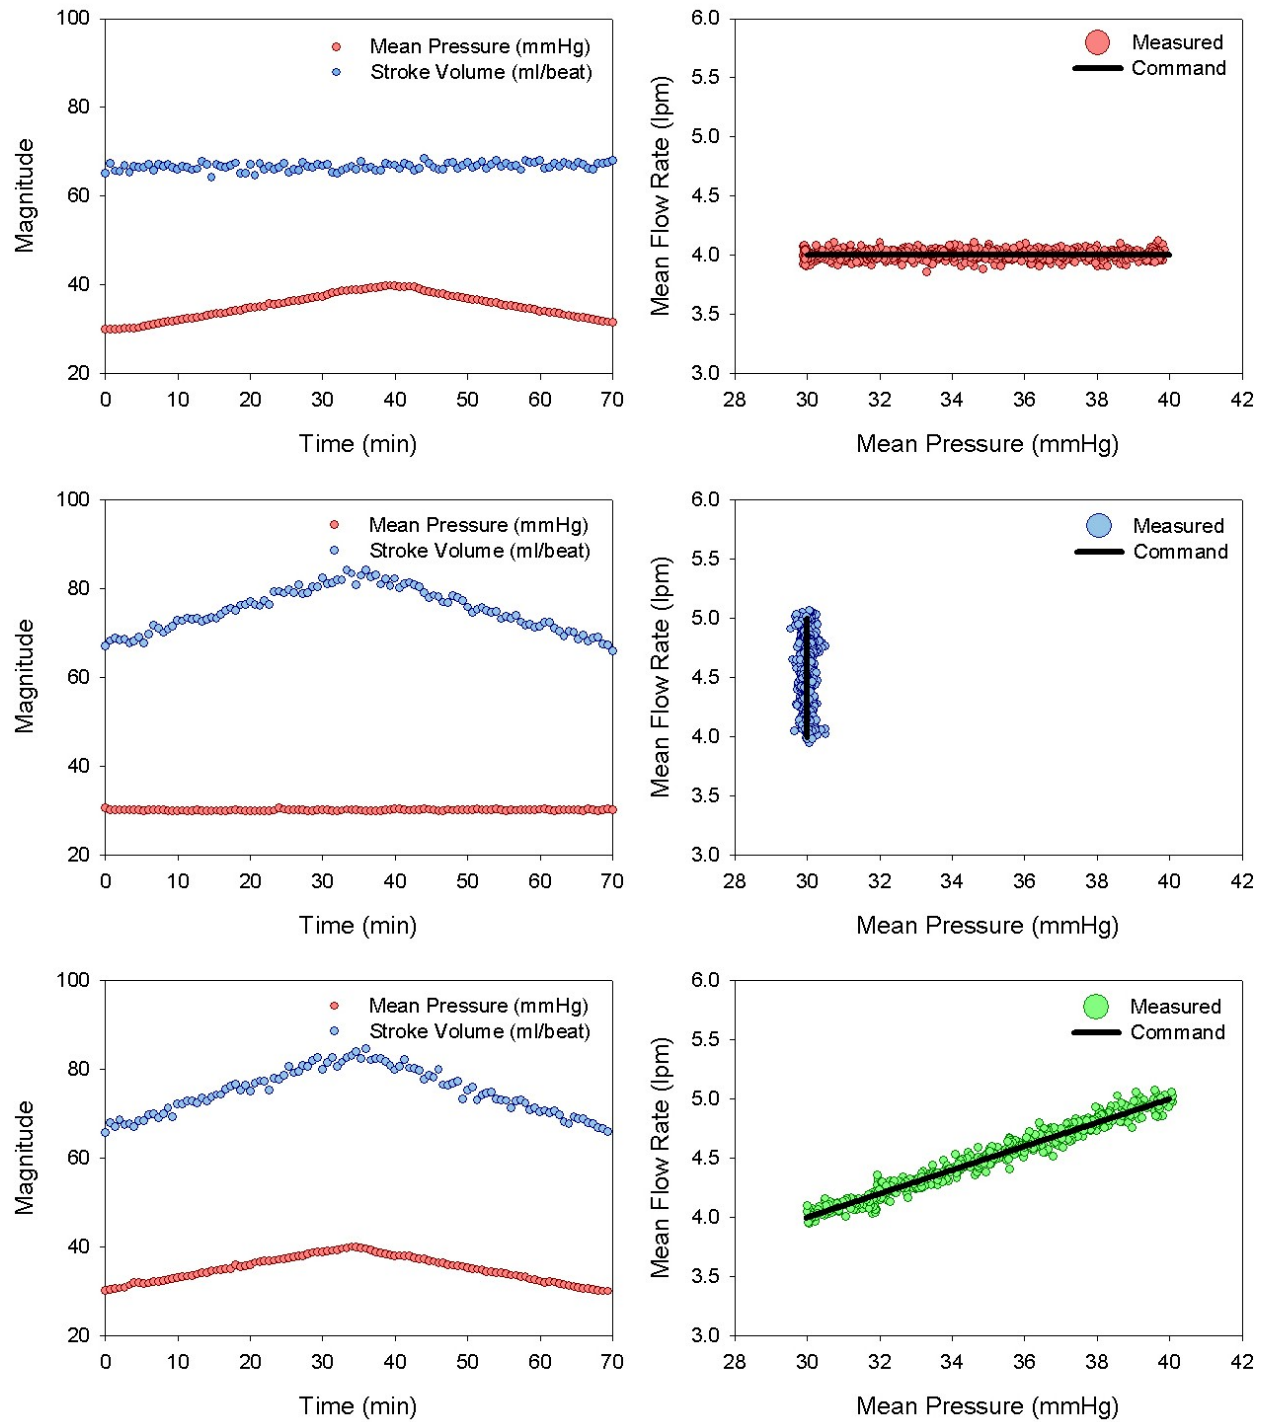 100
80
60
40
20
Magnitude
Mean Pressure (mmHg)
Stroke Volume (ml/beat)
0 10 20 30 40 50 60 70
Time (min)
6.0
5.5
5.0
4.5
4.0
3.5
3.0
Mean Flow Rate (lpm)
Measured
Command
28 30 32 34 36 38 40 42
Mean Pressure (mmHg)
100
80
60
40
20
Magnitude
Mean Pressure (mmHg)
Stroke Volume (ml/beat)
0 10 20 30 40 50 60 70
Time (min)
6.0
5.5
5.0
4.5
4.0
3.5
3.0
Mean Flow Rate (lpm)
Measured
Command
28 30 32 34 36 38 40 42
Mean Pressure (mmHg)
100
80
60
40
20
Magnitude
Mean Pressure (mmHg)
Stroke Volume (ml/beat)
0 10 20 30 40 50 60 70
Time (min)
6.0
5.5
5.0
4.5
4.0
3.5
3.0
Mean Flow Rate (lpm)
Measured
Command
28 30 32 34 36 38 40 42
Mean Pressure (mmHg)